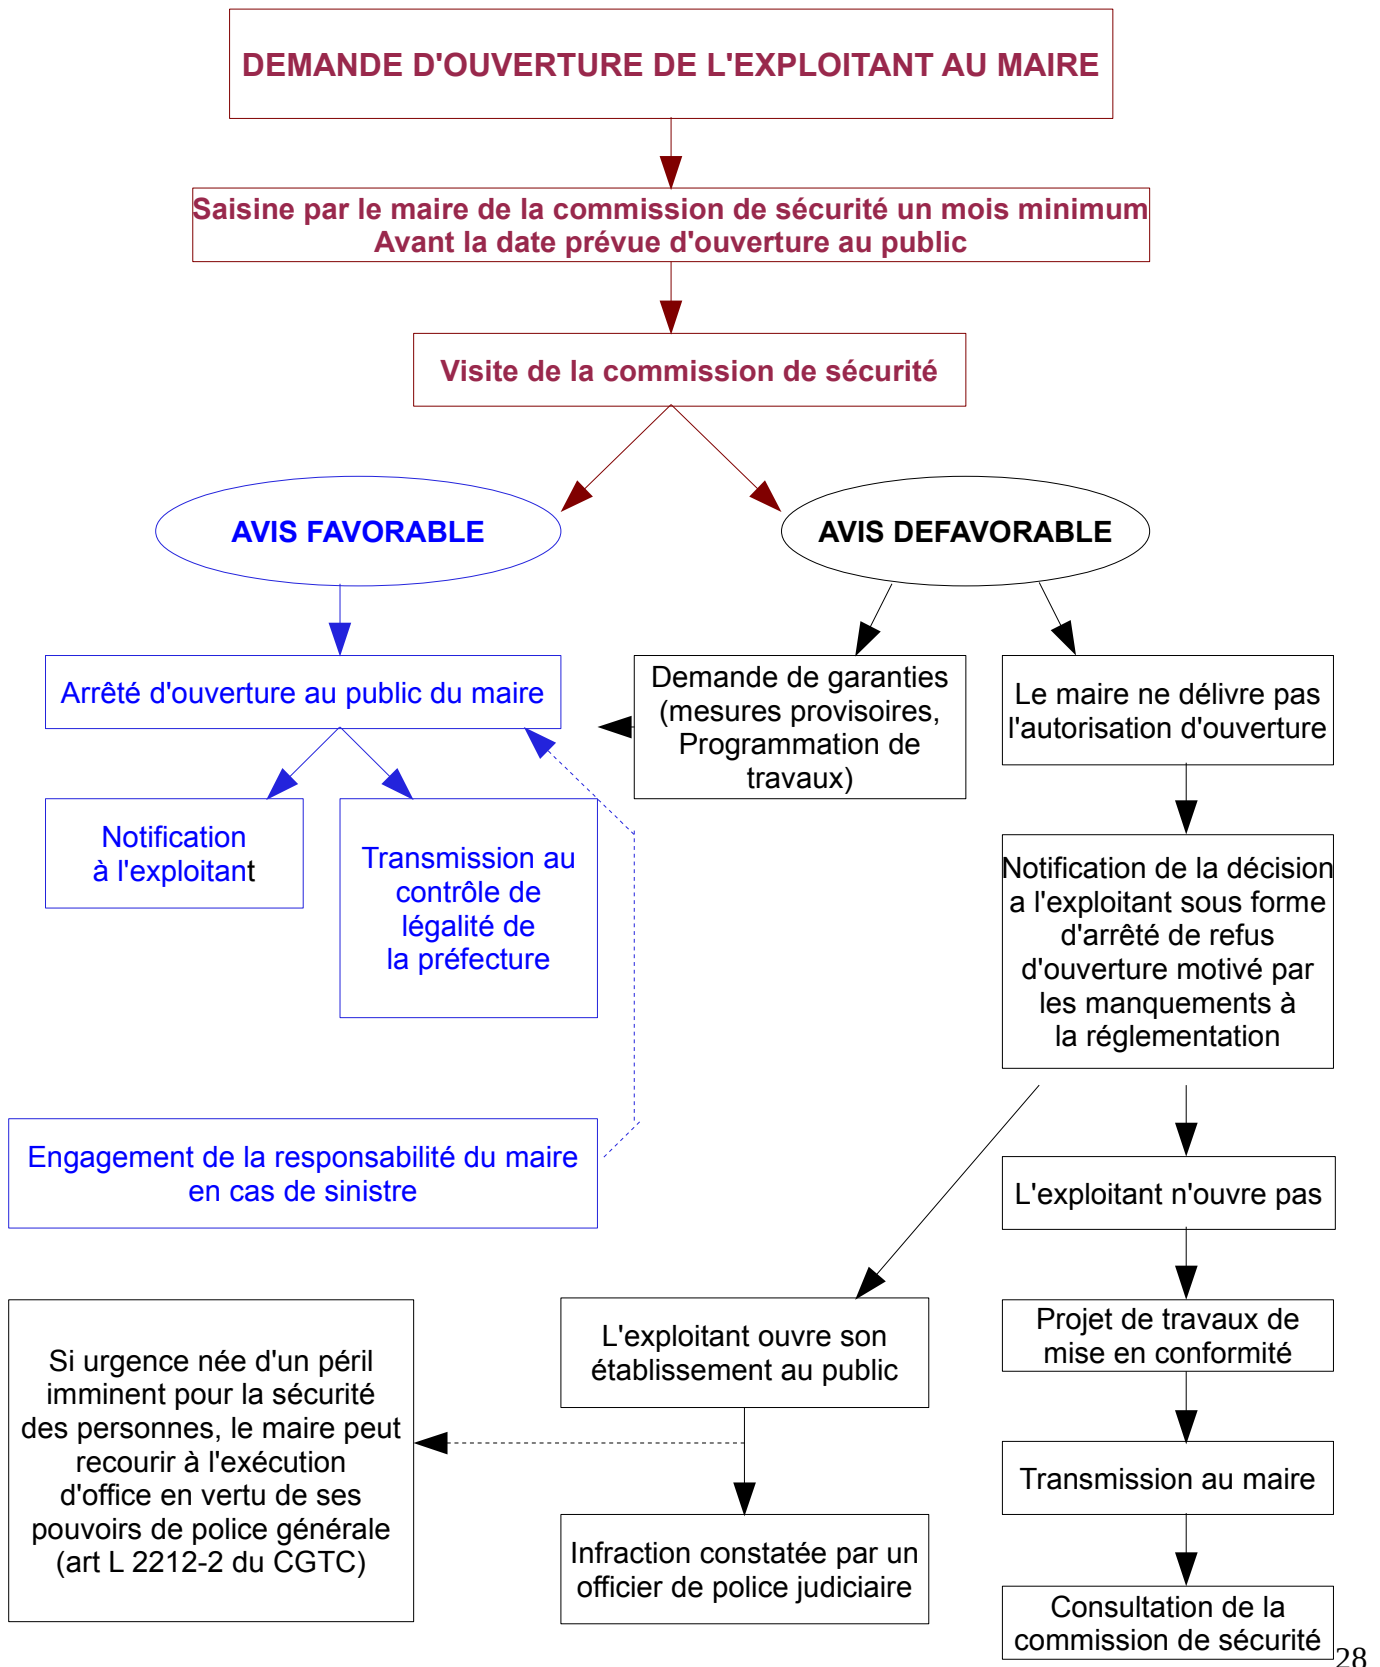 DEMANDE D'OUVERTURE DE L'EXPLOITANT AU MAIRE
Saisine par le maire de la commission de sécurité un mois minimum
Avant la date prévue d'ouverture au public
Visite de la commission de sécurité
AVIS FAVORABLE
AVIS DEFAVORABLE
Arrêté d'ouverture au public du maire
Demande de garanties
(mesures provisoires,
Programmation de
travaux)
Le maire ne délivre pas
l'autorisation d'ouverture
Notification
à l'exploitant
Transmission au
contrôle de
légalité de
la préfecture
Notification de la décision
a l'exploitant sous forme
d'arrêté de refus
d'ouverture motivé par
les manquements à
la réglementation
Engagement de la responsabilité du maire
en cas de sinistre
L'exploitant n'ouvre pas
Si urgence née d'un péril
imminent pour la sécurité
des personnes, le maire peut
recourir à l'exécution
d'office en vertu de ses
pouvoirs de police générale
(art L 2212-2 du CGTC)
L'exploitant ouvre son
établissement au public
Projet de travaux de
mise en conformité
Transmission au maire
Infraction constatée par un
officier de police judiciaire
Consultation de la
commission de sécurité
28